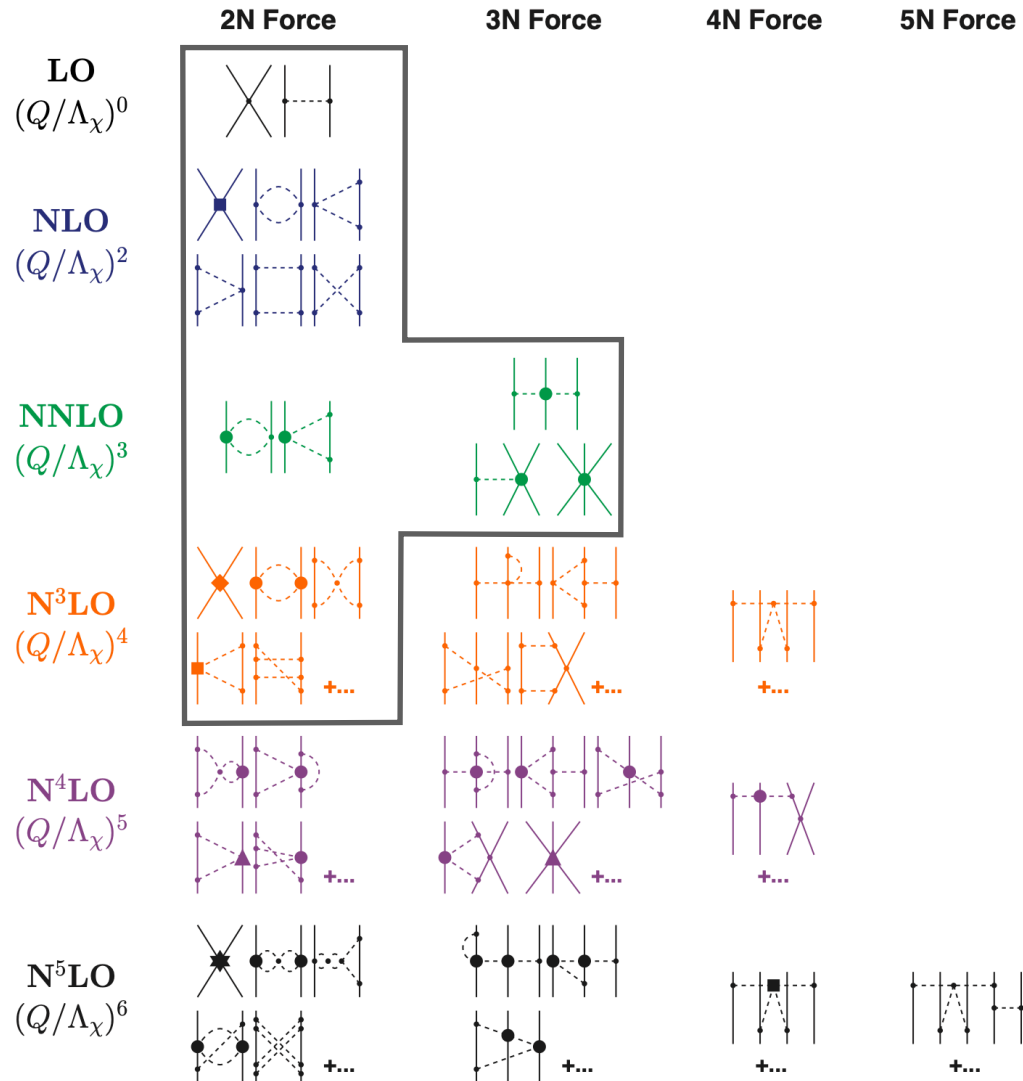 2N Force 3N Force 4N Force 5N Force
LO
(Q/Λχ)⁰
NLO
(Q/Λχ)²
NNLO
(Q/Λχ)³
N³LO
(Q/Λχ)⁴
+... +... +...
N⁴LO
(Q/Λχ)⁵
+... +... +...
N⁵LO
(Q/Λχ)⁶
+... +... +... +...